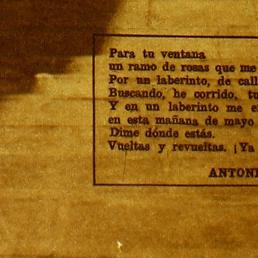 Para tu ventana
un ramo de rosas que me
Por un laberinto, de call
Buscando, he corrido, tu
Y en un laberinto me e
en esta mañana de mayo
Dime dónde estás.
Vueltas y revueltas. ¡Ya
ANTONI